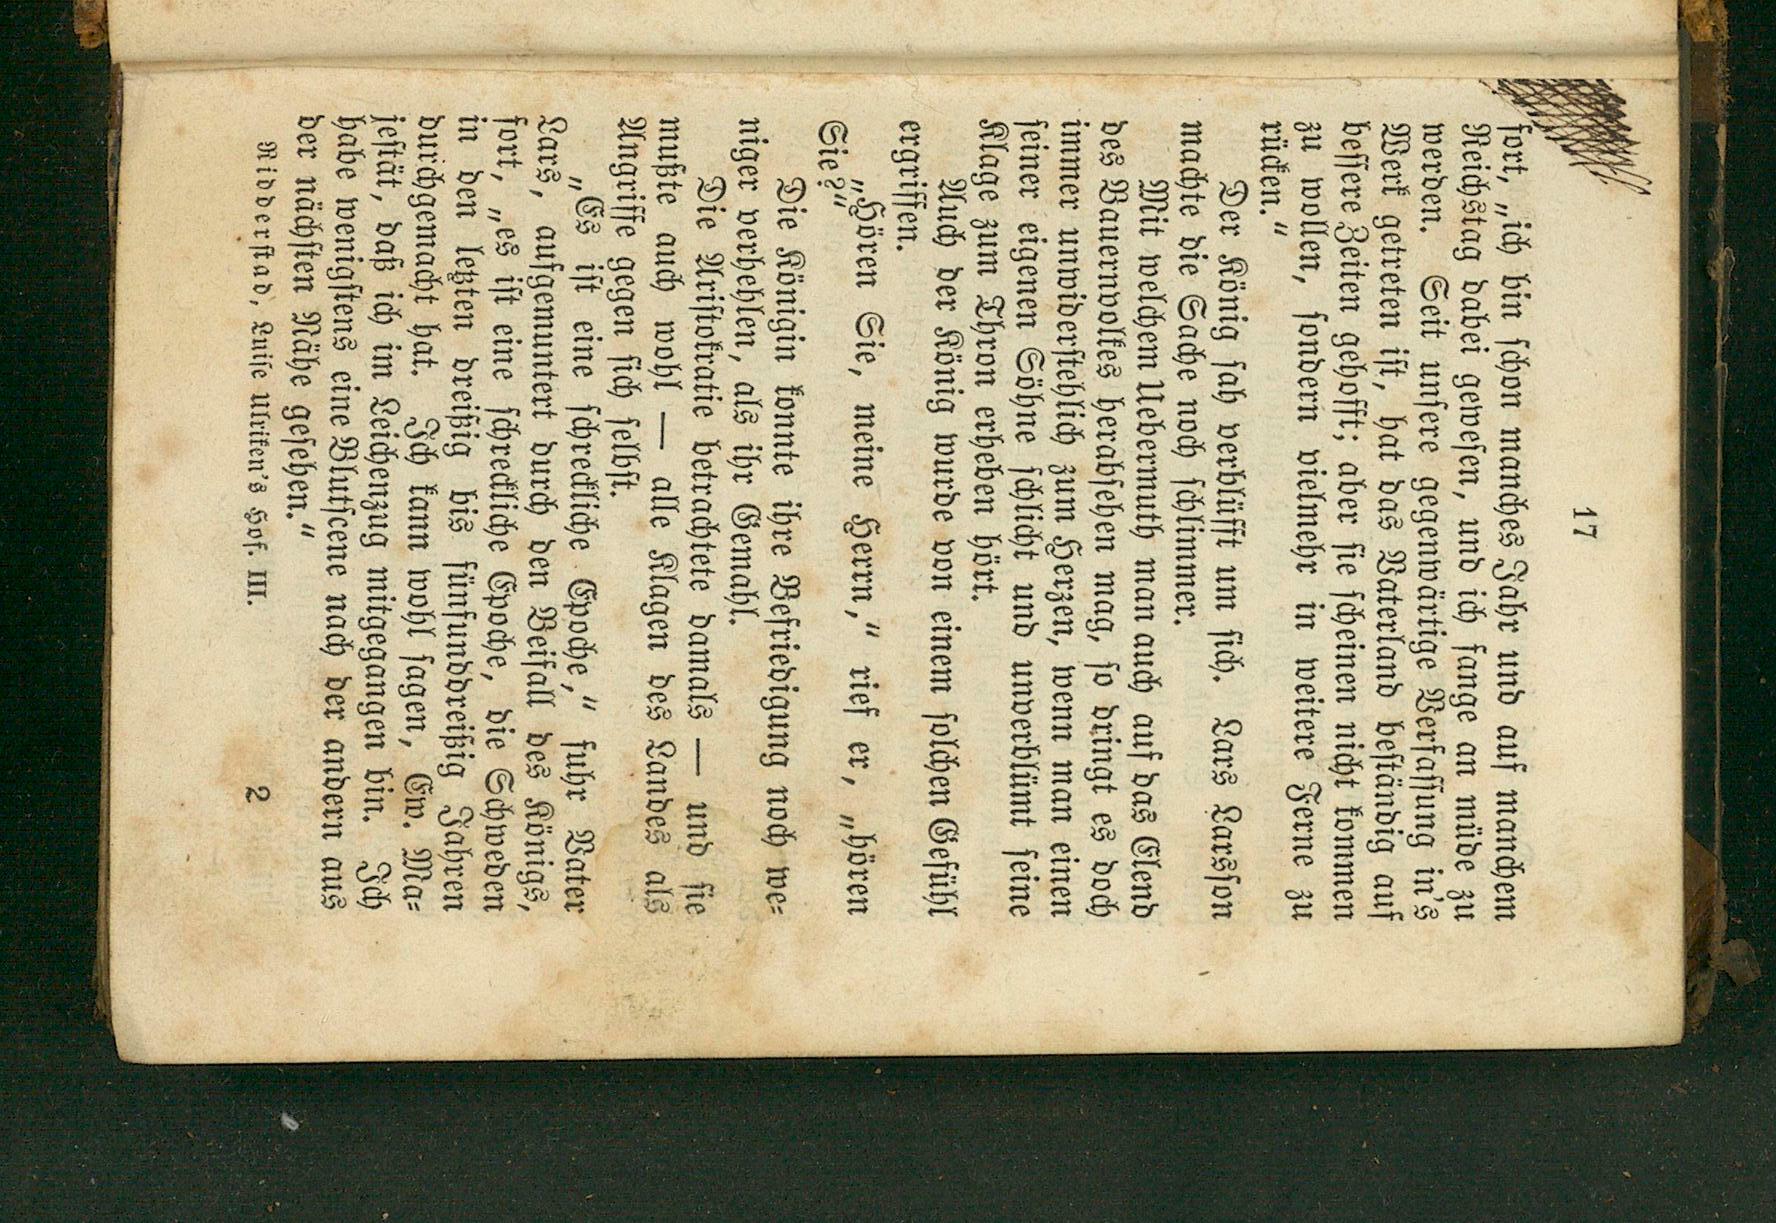 17
fort, „ich bin schon manches Jahr und auf manchem
Reichstag dabei gewesen, und ich fange an müde zu
werden. Seit unsere gegenwärtige Verfassung in's
Werk getreten ist, hat das Vaterland beständig auf
bessere Zeiten gehofft; aber sie scheinen nicht kommen
zu wollen, sondern vielmehr in weitere Ferne zu
rücken.“
Der König sah verblüfft um sich. Lars Larsson
machte die Sache noch schlimmer.
Mit welchem Uebermuth man auch auf das Elend
des Bauernvolkes herabsehen mag, so dringt es doch
immer unwiderstehlich zum Herzen, wenn man einen
seiner eigenen Söhne schlicht und unverblümt seine
Klage zum Thron erheben hört.
Auch der König wurde von einem solchen Gefühl
ergriffen.
„Hören Sie, meine Herrn,“ rief er, „hören
Sie?“
Die Königin konnte ihre Befriedigung noch we-
niger verhehlen, als ihr Gemahl.
Die Aristokratie betrachtete damals — und sie
mußte auch wohl — alle Klagen des Landes als
Angriffe gegen sich selbst.
„Es ist eine schreckliche Epoche,“ fuhr Vater
Lars, aufgemuntert durch den Beifall des Königs,
fort, „es ist eine schreckliche Epoche, die Schweden
in den letzten dreißig bis fünfunddreißig Jahren
durchgemacht hat. Ich kann wohl sagen, Ew. Ma-
jestät, daß ich im Leichenzug mitgegangen bin. Ich
habe wenigstens eine Blutscene nach der andern aus
der nächsten Nähe gesehen.“
Ridderstad, Luise Ulriken's Hof. III. 2